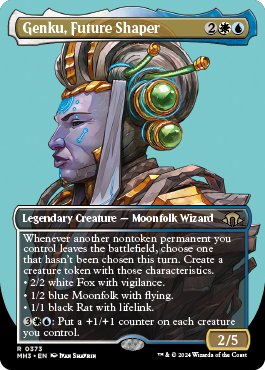 Genku, Future Shaper 2
Legendary Creature — Moonfolk Wizard
Whenever another nontoken permanent you
control leaves the battlefield, choose one
that hasn't been chosen this turn. Create a
creature token with those characteristics.
• 2/2 white Fox with vigilance.
• 1/2 blue Moonfolk with flying.
• 1/1 black Rat with lifelink.
3: Put a +1/+1 counter on each creature
you control.
2/5
R 0373
MH3 • EN Ivan Shavrin
™ & © 2024 Wizards of the Coast